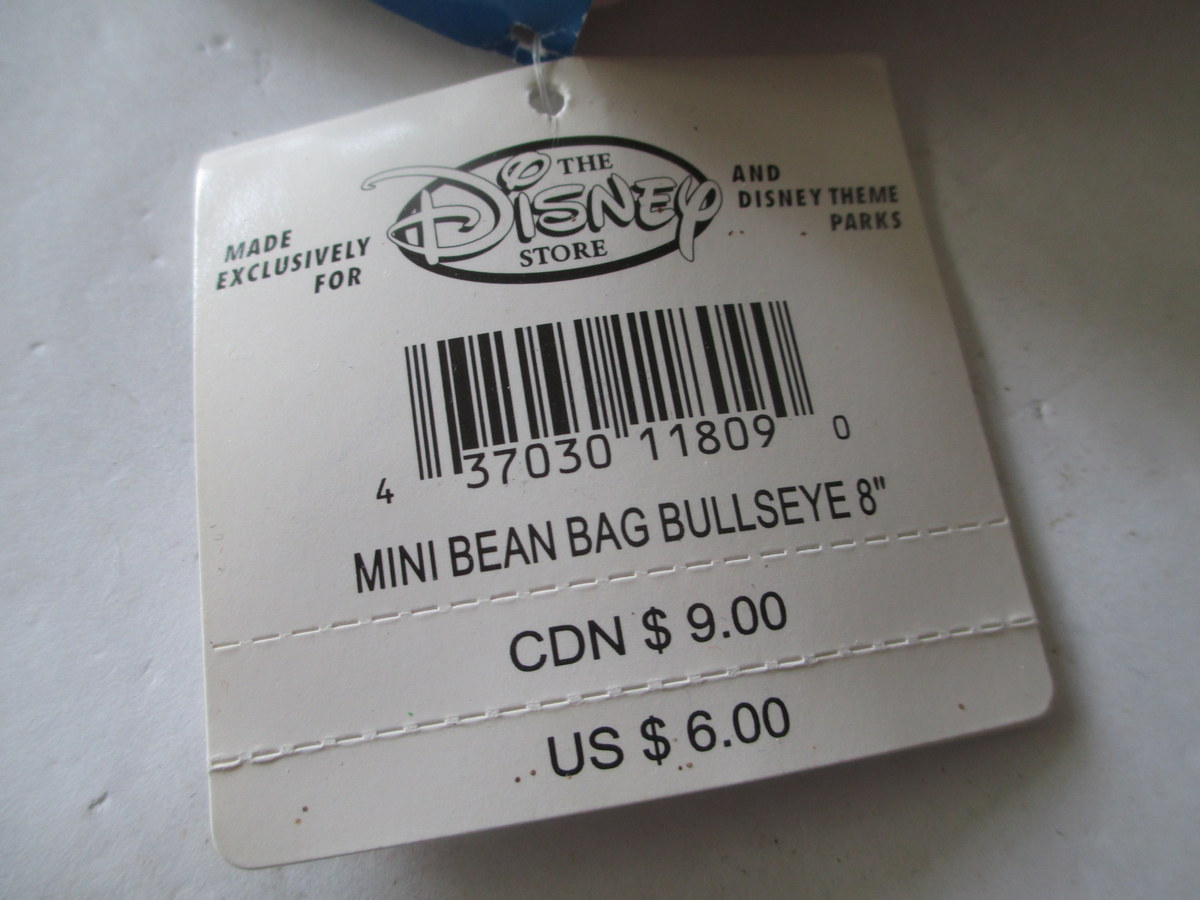 MADE
EXCLUSIVELY
FOR
THE
DISNEY
STORE
AND
DISNEY THEME
PARKS
4 37030 11809 0
MINI BEAN BAG BULLSEYE 8"
CDN $ 9.00
US $ 6.00